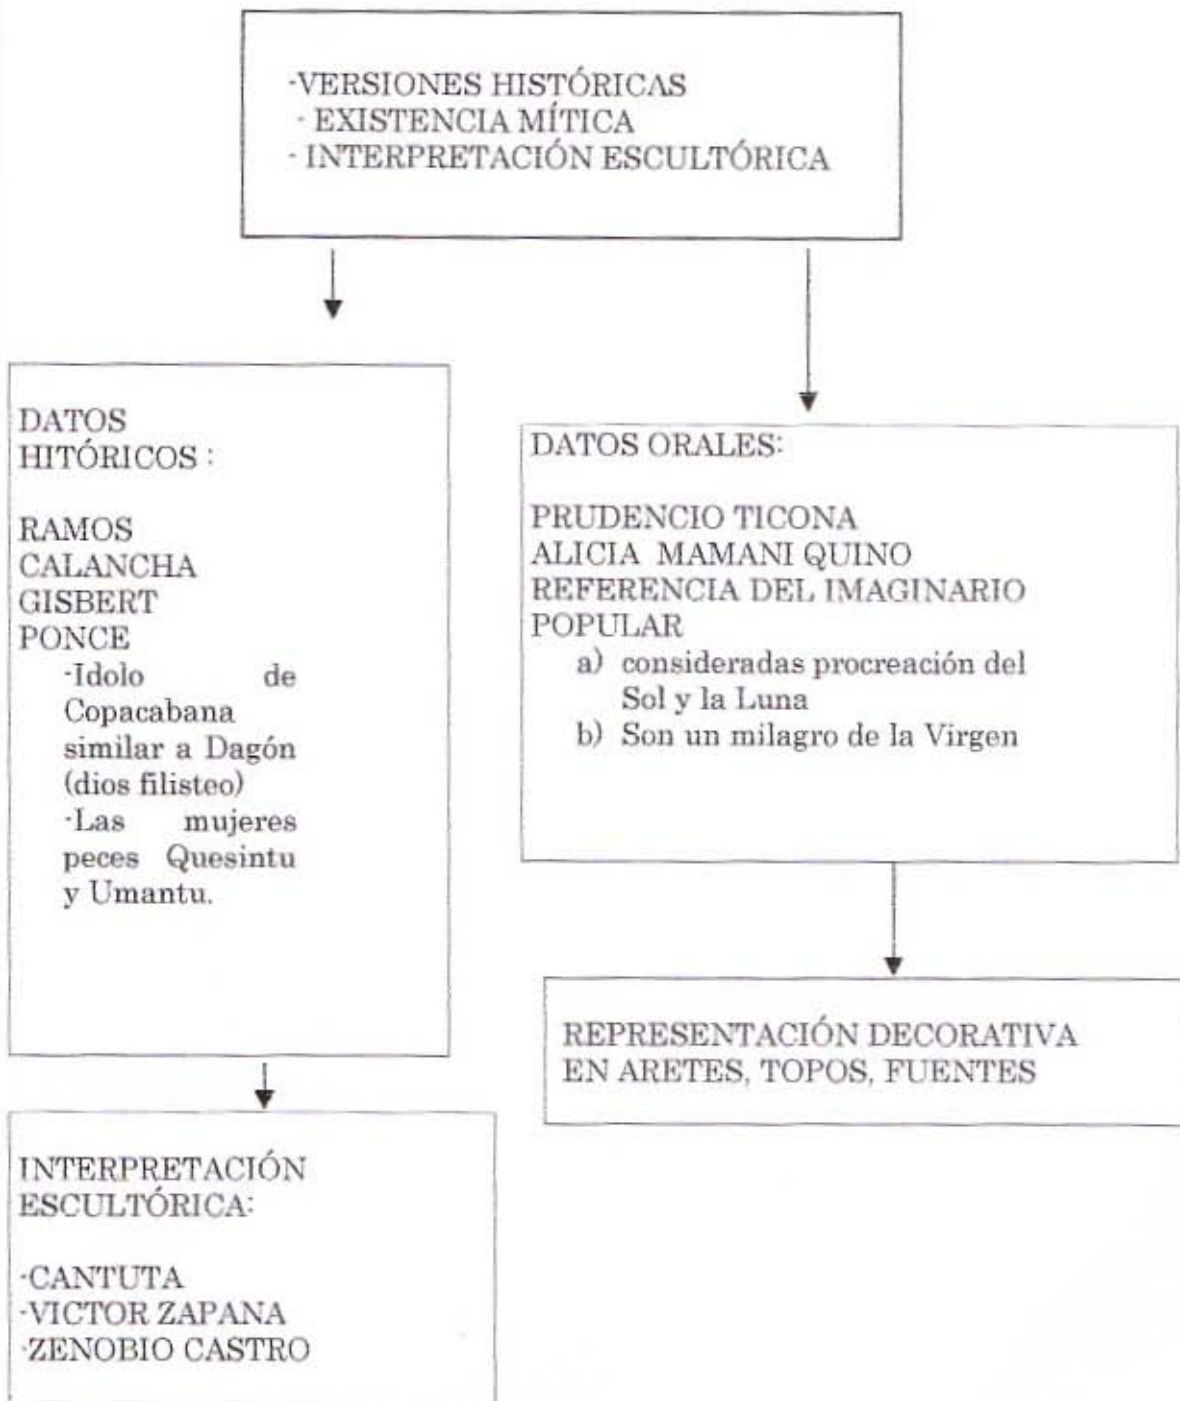 -VERSIONES HISTÓRICAS
- EXISTENCIA MÍTICA
- INTERPRETACIÓN ESCULTÓRICA
DATOS
HITÓRICOS :
RAMOS
CALANCHA
GISBERT
PONCE
-Idolo de
Copacabana
similar a Dagón
(dios filisteo)
-Las mujeres
peces Quesintu
y Umantu.
DATOS ORALES:
PRUDENCIO TICONA
ALICIA MAMANI QUINO
REFERENCIA DEL IMAGINARIO
POPULAR
a) consideradas procreación del
Sol y la Luna
b) Son un milagro de la Virgen
REPRESENTACIÓN DECORATIVA
EN ARETES, TOPOS, FUENTES
INTERPRETACIÓN
ESCULTÓRICA:
-CANTUTA
-VICTOR ZAPANA
-ZENOBIO CASTRO